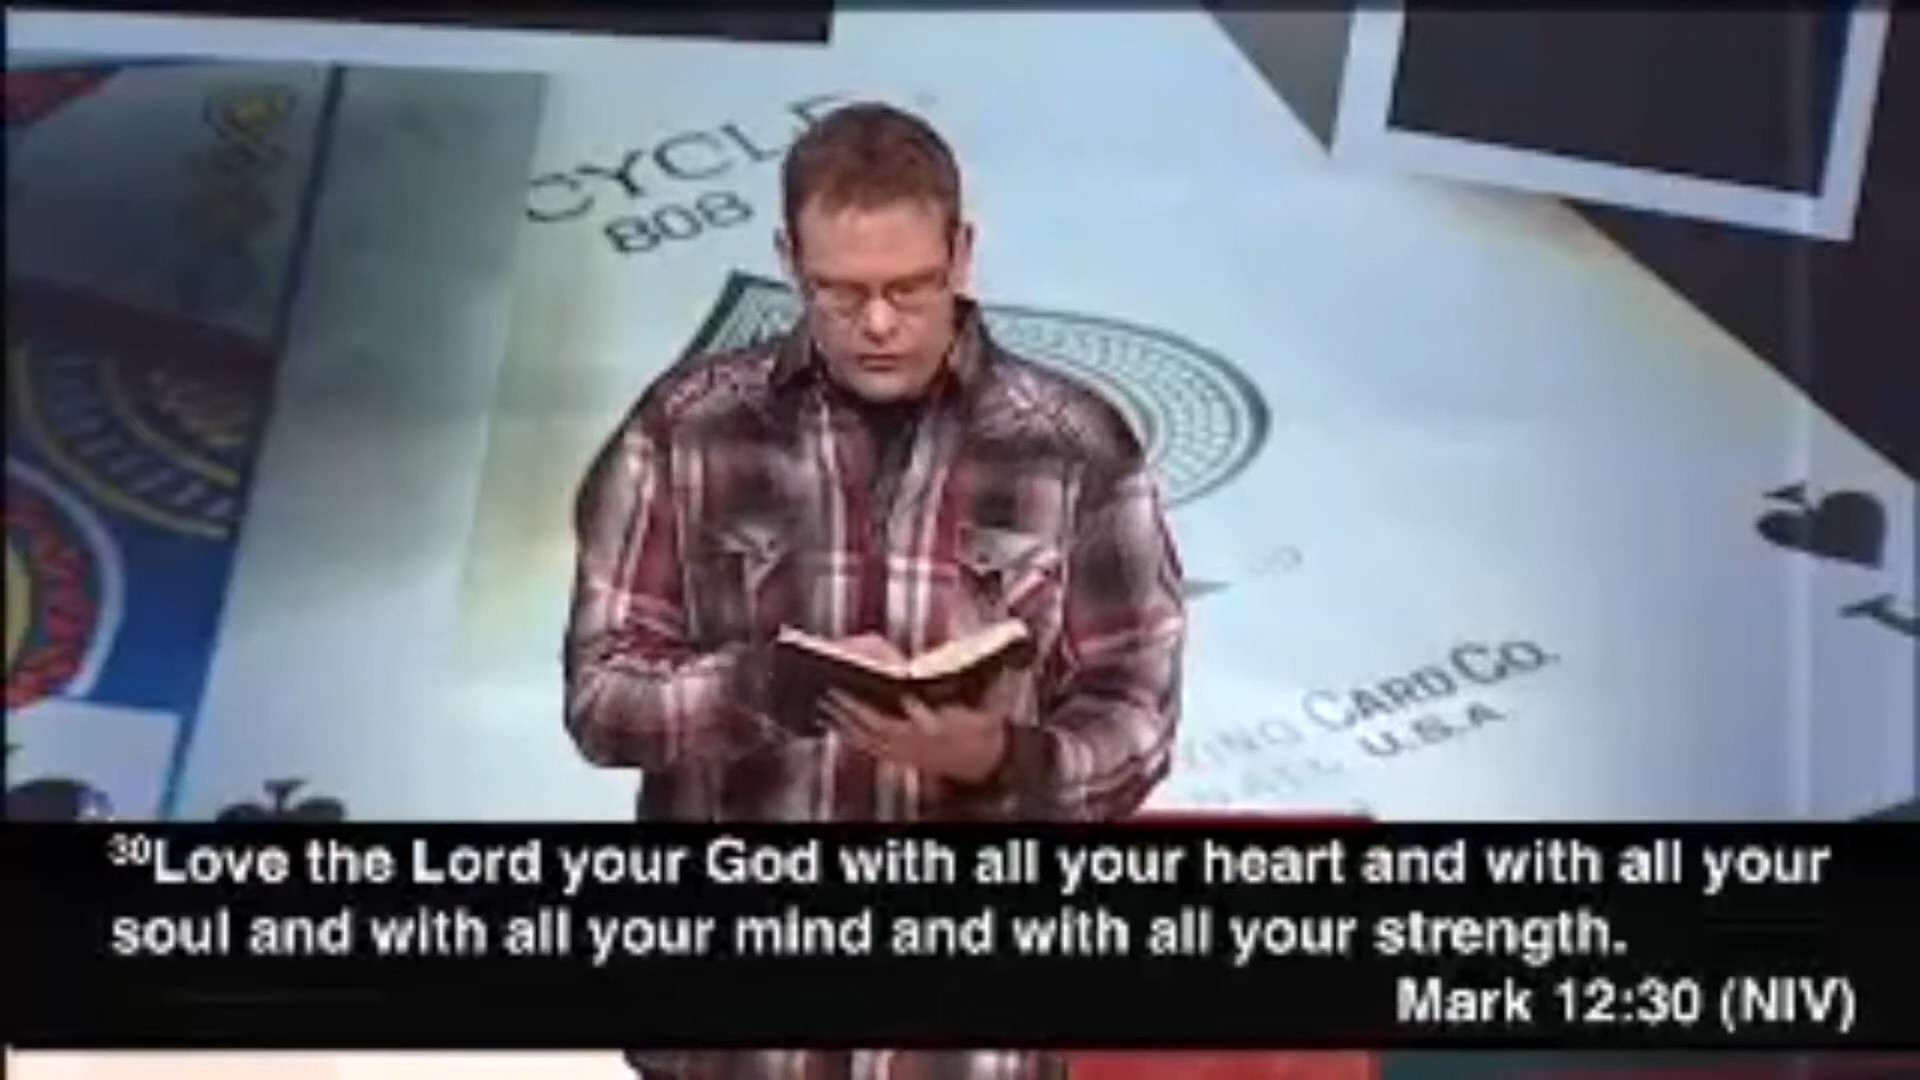 CYCLE
808
CARD CO.
U.S.A.
30Love the Lord your God with all your heart and with all your
soul and with all your mind and with all your strength.
Mark 12:30 (NIV)